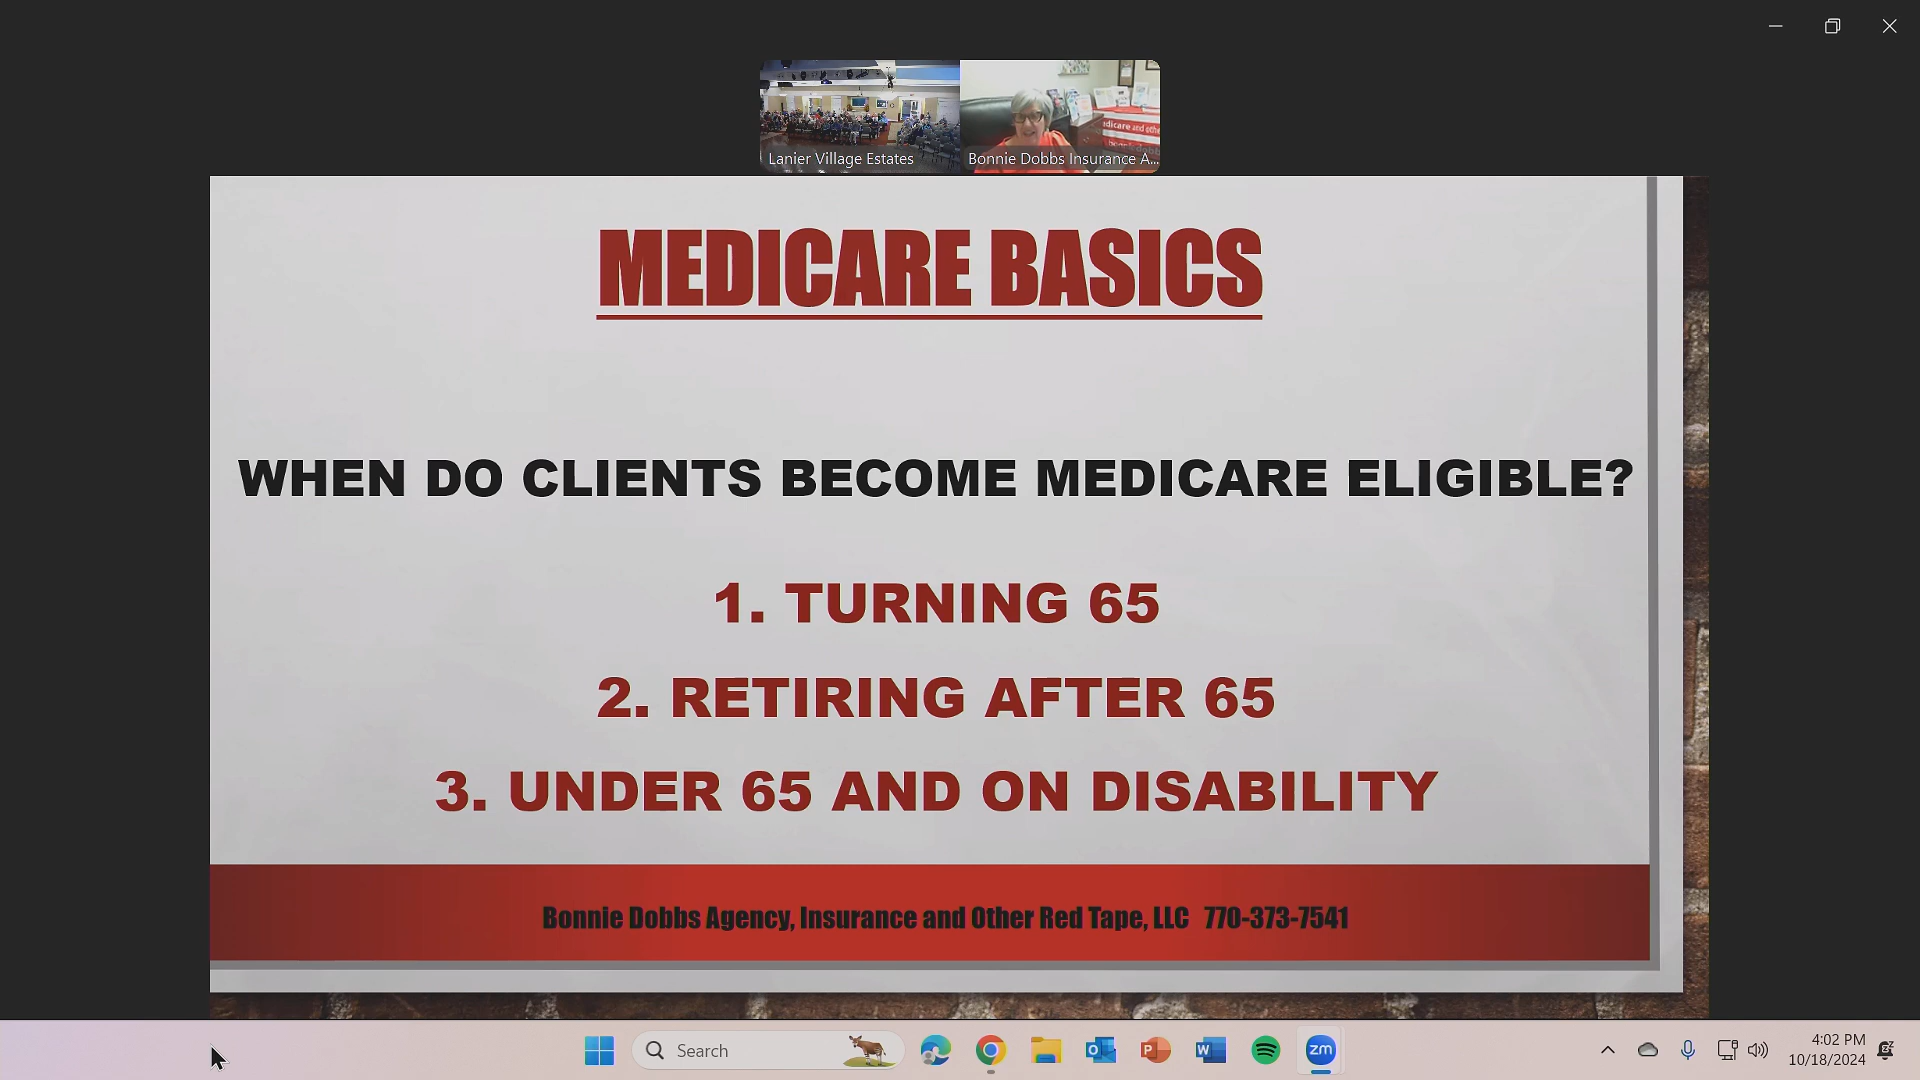 Lanier Village Estates
Bonnie Dobbs Insurance A...
MEDICARE BASICS
WHEN DO CLIENTS BECOME MEDICARE ELIGIBLE?
1. TURNING 65
2. RETIRING AFTER 65
3. UNDER 65 AND ON DISABILITY
Bonnie Dobbs Agency, Insurance and Other Red Tape, LLC 770-373-7541
Search
zm
4:02 PM
10/18/2024